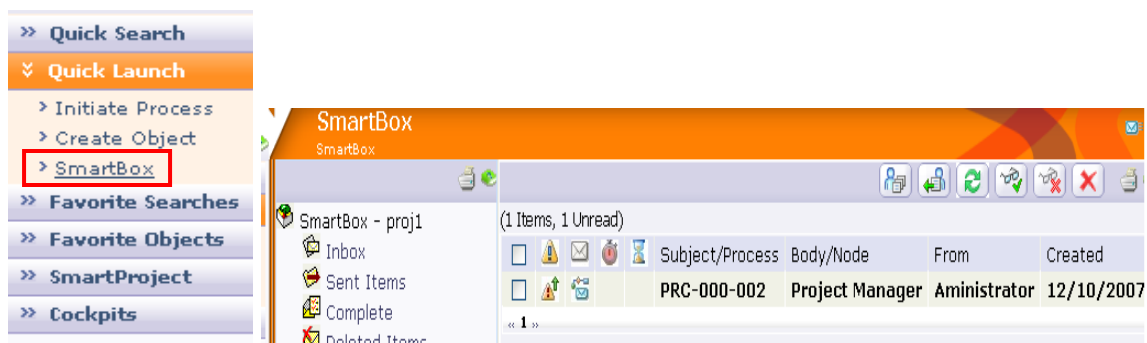 Quick Search
Quick Launch
Initiate Process
Create Object
SmartBox
Favorite Searches
Favorite Objects
SmartProject
Cockpits
SmartBox
SmartBox
SmartBox - proj1
Inbox
Sent Items
Complete
Deleted Items
(1 Items, 1 Unread)
Subject/Process Body/Node From Created
PRC-000-002 Project Manager Aministrator 12/10/2007
« 1 »